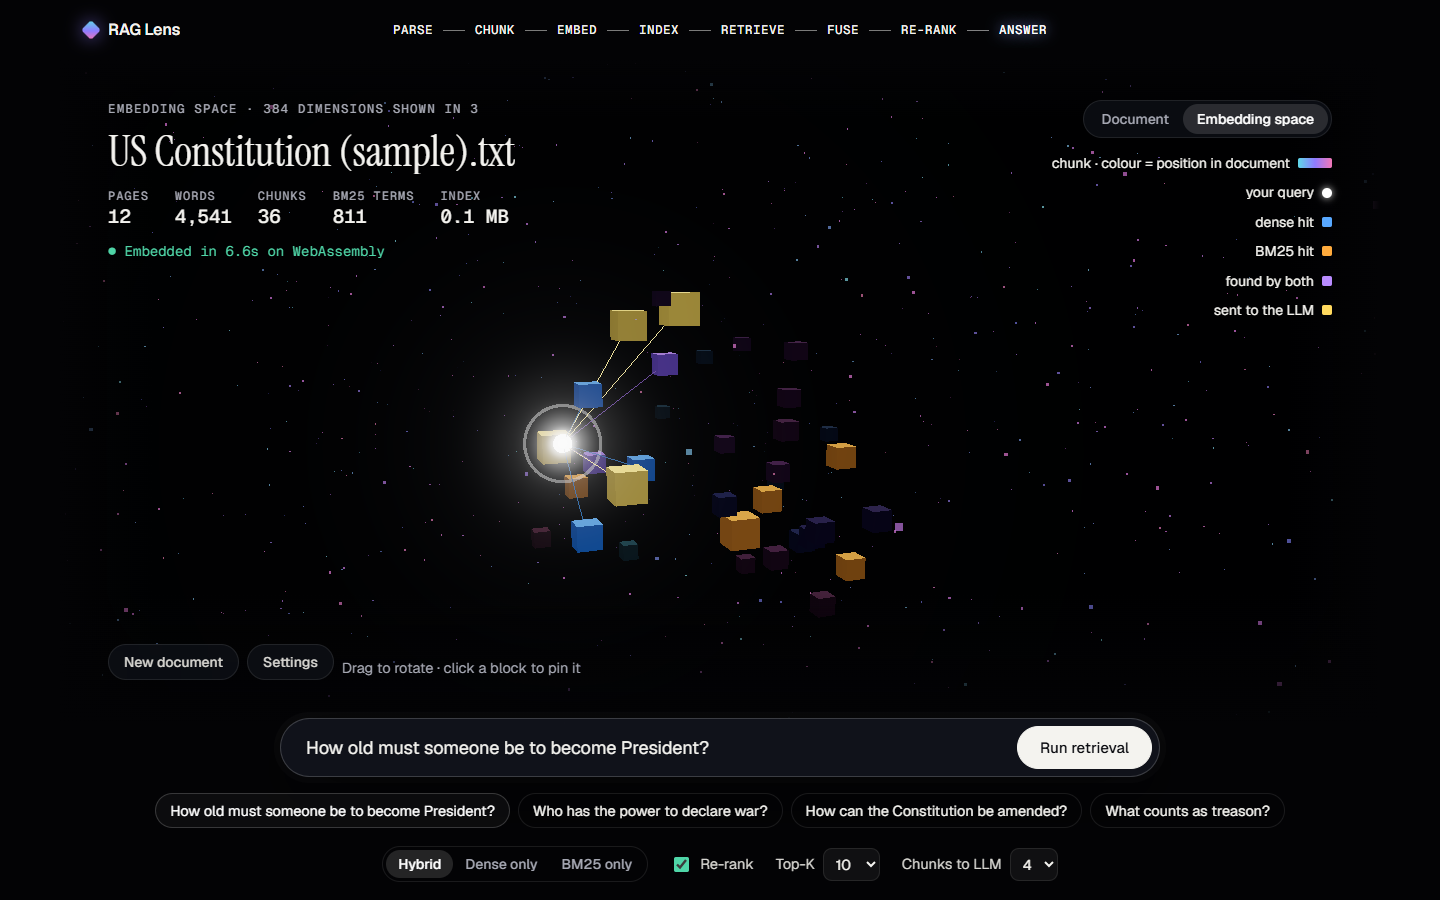 RAG Lens
PARSE CHUNK EMBED INDEX RETRIEVE FUSE RE-RANK ANSWER
EMBEDDING SPACE · 384 DIMENSIONS SHOWN IN 3
US Constitution (sample).txt
PAGES WORDS CHUNKS BM25 TERMS INDEX
12 4,541 36 811 0.1 MB
Embedded in 6.6s on WebAssembly
Document Embedding space
chunk · colour = position in document
your query
dense hit
BM25 hit
found by both
sent to the LLM
New document Settings Drag to rotate · click a block to pin it
How old must someone be to become President? Run retrieval
How old must someone be to become President? Who has the power to declare war? How can the Constitution be amended? What counts as treason?
Hybrid Dense only BM25 only Re-rank Top-K 10 Chunks to LLM 4